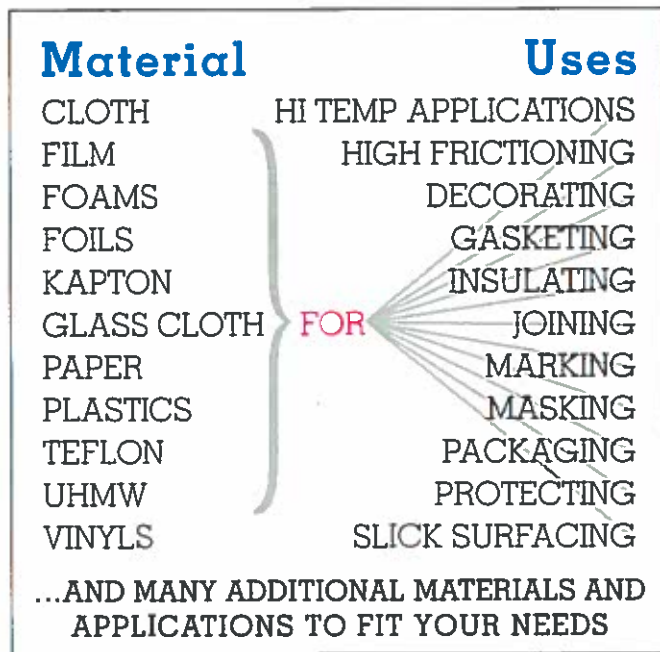 Material Uses
CLOTH HI TEMP APPLICATIONS
FILM HIGH FRICTIONING
FOAMS DECORATING
FOILS GASKETING
KAPTON INSULATING
GLASS CLOTH FOR JOINING
PAPER MARKING
PLASTICS MASKING
TEFLON PACKAGING
UHMW PROTECTING
VINYLS SLICK SURFACING
...AND MANY ADDITIONAL MATERIALS AND
APPLICATIONS TO FIT YOUR NEEDS